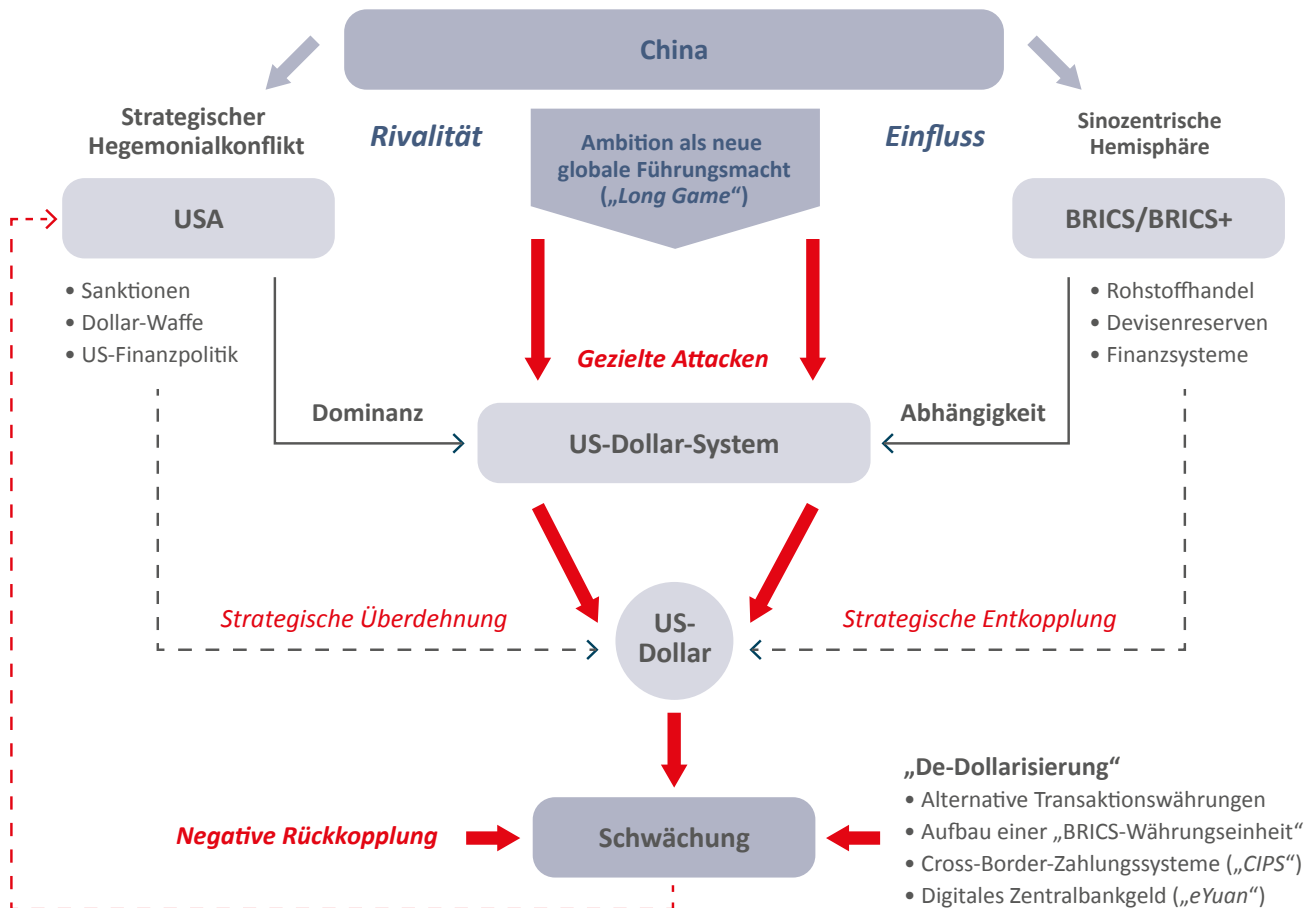 China
Strategischer
Hegemonialkonflikt
Rivalität
Ambition als neue
globale Führungsmacht
(„Long Game“)
Einfluss
Sinozentrische
Hemisphäre
USA
BRICS/BRICS+
• Sanktionen
• Dollar-Waffe
• US-Finanzpolitik
• Rohstoffhandel
• Devisenreserven
• Finanzsysteme
Gezielte Attacken
Dominanz
Abhängigkeit
US-Dollar-System
Strategische Überdehnung
US-
Dollar
Strategische Entkopplung
Negative Rückkopplung
Schwächung
„De-Dollarisierung“
• Alternative Transaktionswährungen
• Aufbau einer „BRICS-Währungseinheit“
• Cross-Border-Zahlungssysteme („CIPS“)
• Digitales Zentralbankgeld („eYuan“)